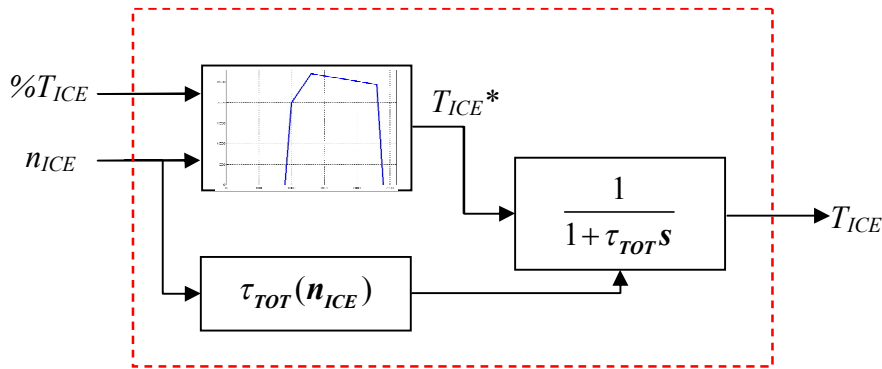 %T_ICE
n_ICE
T_ICE*
1
1 + τ_TOT s
T_ICE
τ_TOT(n_ICE)